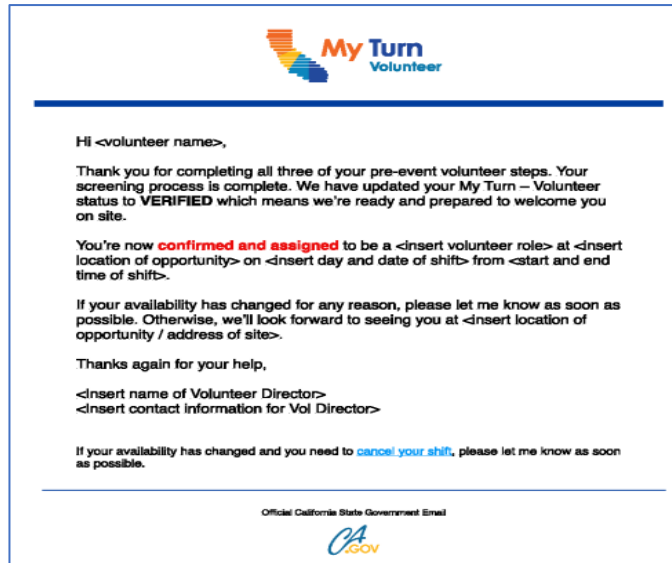 My Turn
Volunteer
Hi <volunteer name>,
Thank you for completing all three of your pre-event volunteer steps. Your
screening process is complete. We have updated your My Turn – Volunteer
status to VERIFIED which means we're ready and prepared to welcome you
on site.
You're now confirmed and assigned to be a <insert volunteer role> at <insert
location of opportunity> on <insert day and date of shift> from <start and end
time of shift>.
If your availability has changed for any reason, please let me know as soon as
possible. Otherwise, we'll look forward to seeing you at <insert location of
opportunity / address of site>.
Thanks again for your help,
<Insert name of Volunteer Director>
<Insert contact information for Vol Director>
If your availability has changed and you need to cancel your shift, please let me know as soon
as possible.
Official California State Government Email
CA.GOV